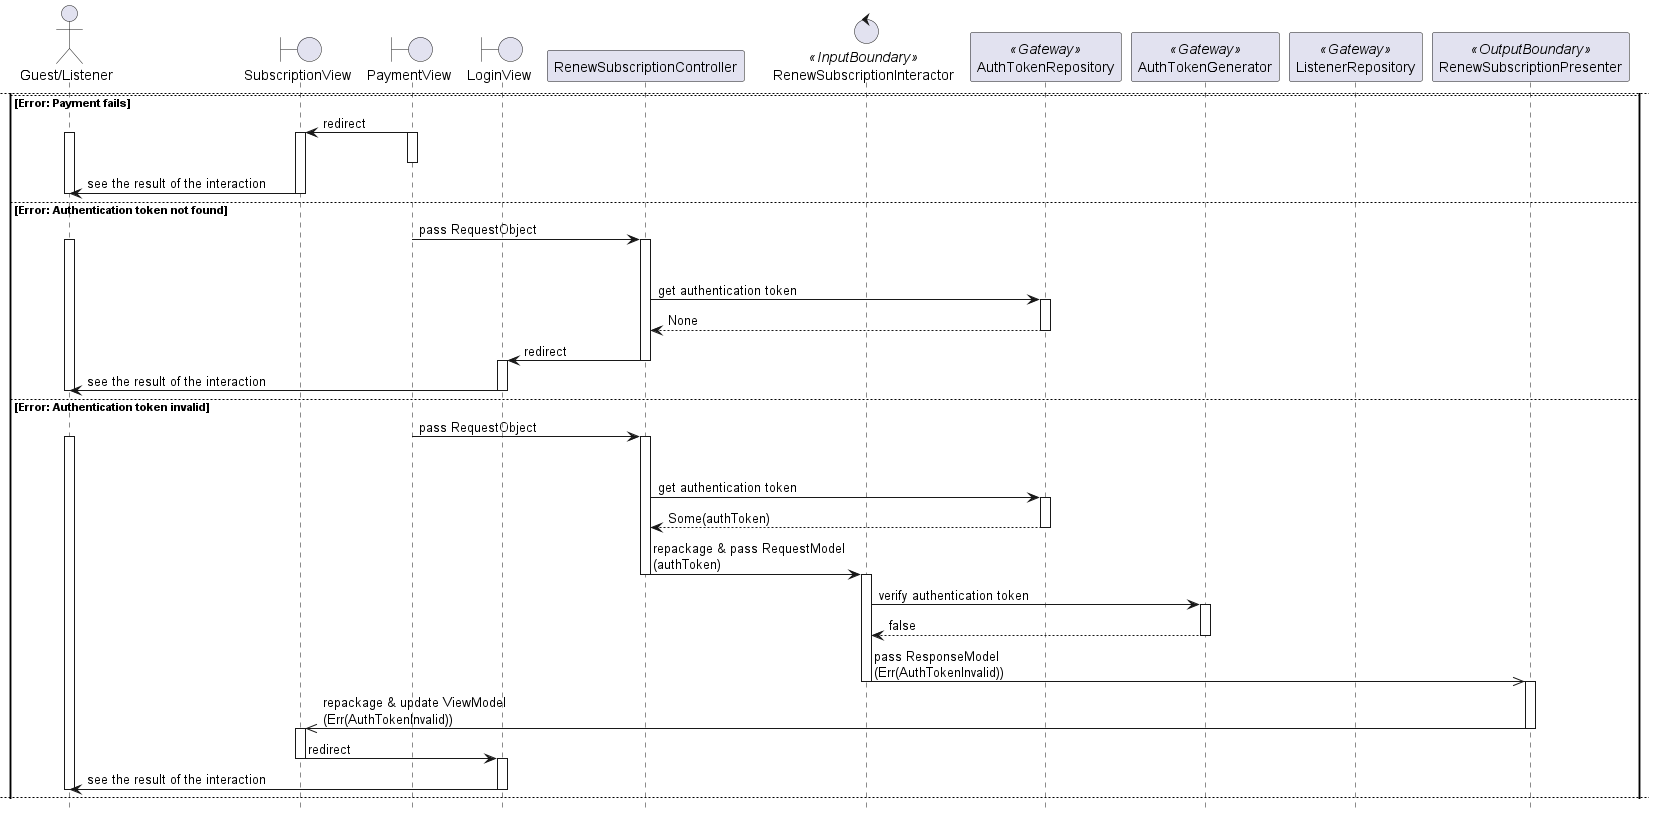 Guest/Listener
SubscriptionView
PaymentView
LoginView
RenewSubscriptionController
«InputBoundary»
RenewSubscriptionInteractor
«Gateway»
AuthTokenRepository
«Gateway»
AuthTokenGenerator
«Gateway»
ListenerRepository
«OutputBoundary»
RenewSubscriptionPresenter
[Error: Payment fails]
redirect
see the result of the interaction
[Error: Authentication token not found]
pass RequestObject
get authentication token
None
redirect
see the result of the interaction
[Error: Authentication token invalid]
pass RequestObject
get authentication token
Some(authToken)
repackage & pass RequestModel
(authToken)
verify authentication token
false
pass ResponseModel
(Err(AuthTokenInvalid))
repackage & update ViewModel
(Err(AuthTokenInvalid))
redirect
see the result of the interaction